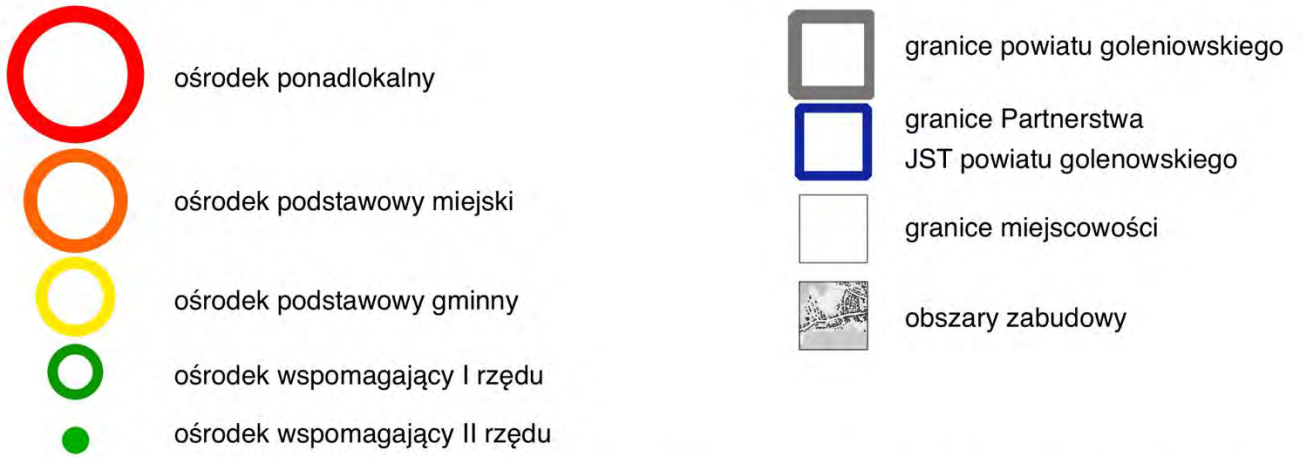 ośrodek ponadlokalny
ośrodek podstawowy miejski
ośrodek podstawowy gminny
ośrodek wspomagający I rzędu
ośrodek wspomagający II rzędu
granice powiatu goleniowskiego
granice Partnerstwa
JST powiatu golenowskiego
granice miejscowości
obszary zabudowy